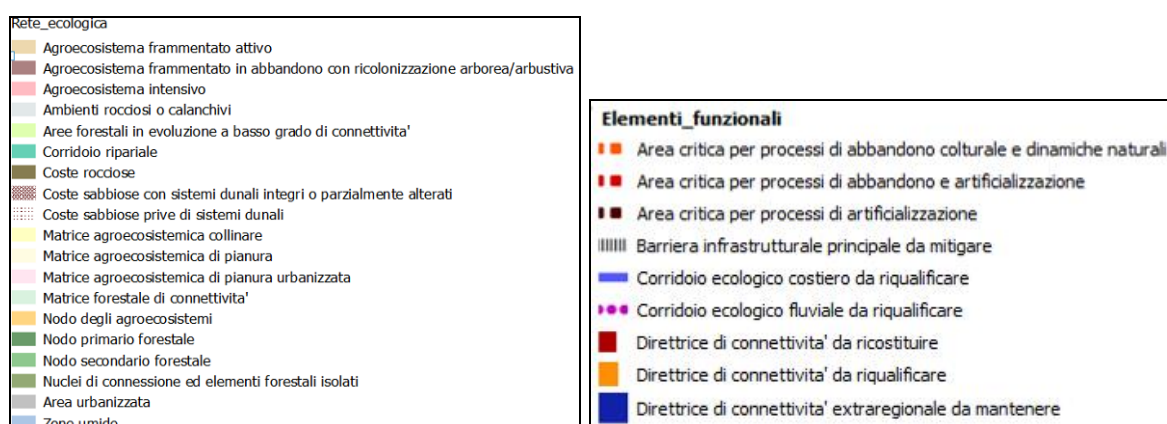 Rete_ecologica
Agroecosistema frammentato attivo
Agroecosistema frammentato in abbandono con ricolonizzazione arborea/arbustiva
Agroecosistema intensivo
Ambienti rocciosi o calanchivi
Aree forestali in evoluzione a basso grado di connettivita'
Corridoio ripariale
Coste rocciose
Coste sabbiose con sistemi dunali integri o parzialmente alterati
Coste sabbiose prive di sistemi dunali
Matrice agroecosistemica collinare
Matrice agroecosistemica di pianura
Matrice agroecosistemica di pianura urbanizzata
Matrice forestale di connettivita'
Nodo degli agroecosistemi
Nodo primario forestale
Nodo secondario forestale
Nuclei di connessione ed elementi forestali isolati
Area urbanizzata
Zone umide
Elementi_funzionali
Area critica per processi di abbandono colturale e dinamiche naturali
Area critica per processi di abbandono e artificializzazione
Area critica per processi di artificializzazione
Barriera infrastrutturale principale da mitigare
Corridoio ecologico costiero da riqualificare
Corridoio ecologico fluviale da riqualificare
Direttrice di connettivita' da ricostituire
Direttrice di connettivita' da riqualificare
Direttrice di connettivita' extraregionale da mantenere